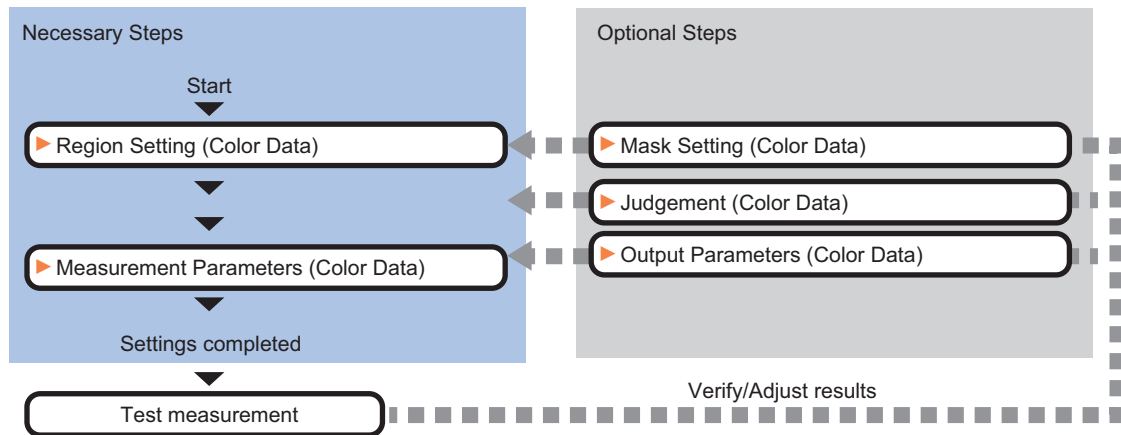 Necessary Steps
Start
Region Setting (Color Data)
Measurement Parameters (Color Data)
Settings completed
Test measurement
Optional Steps
Mask Setting (Color Data)
Judgement (Color Data)
Output Parameters (Color Data)
Verify/Adjust results